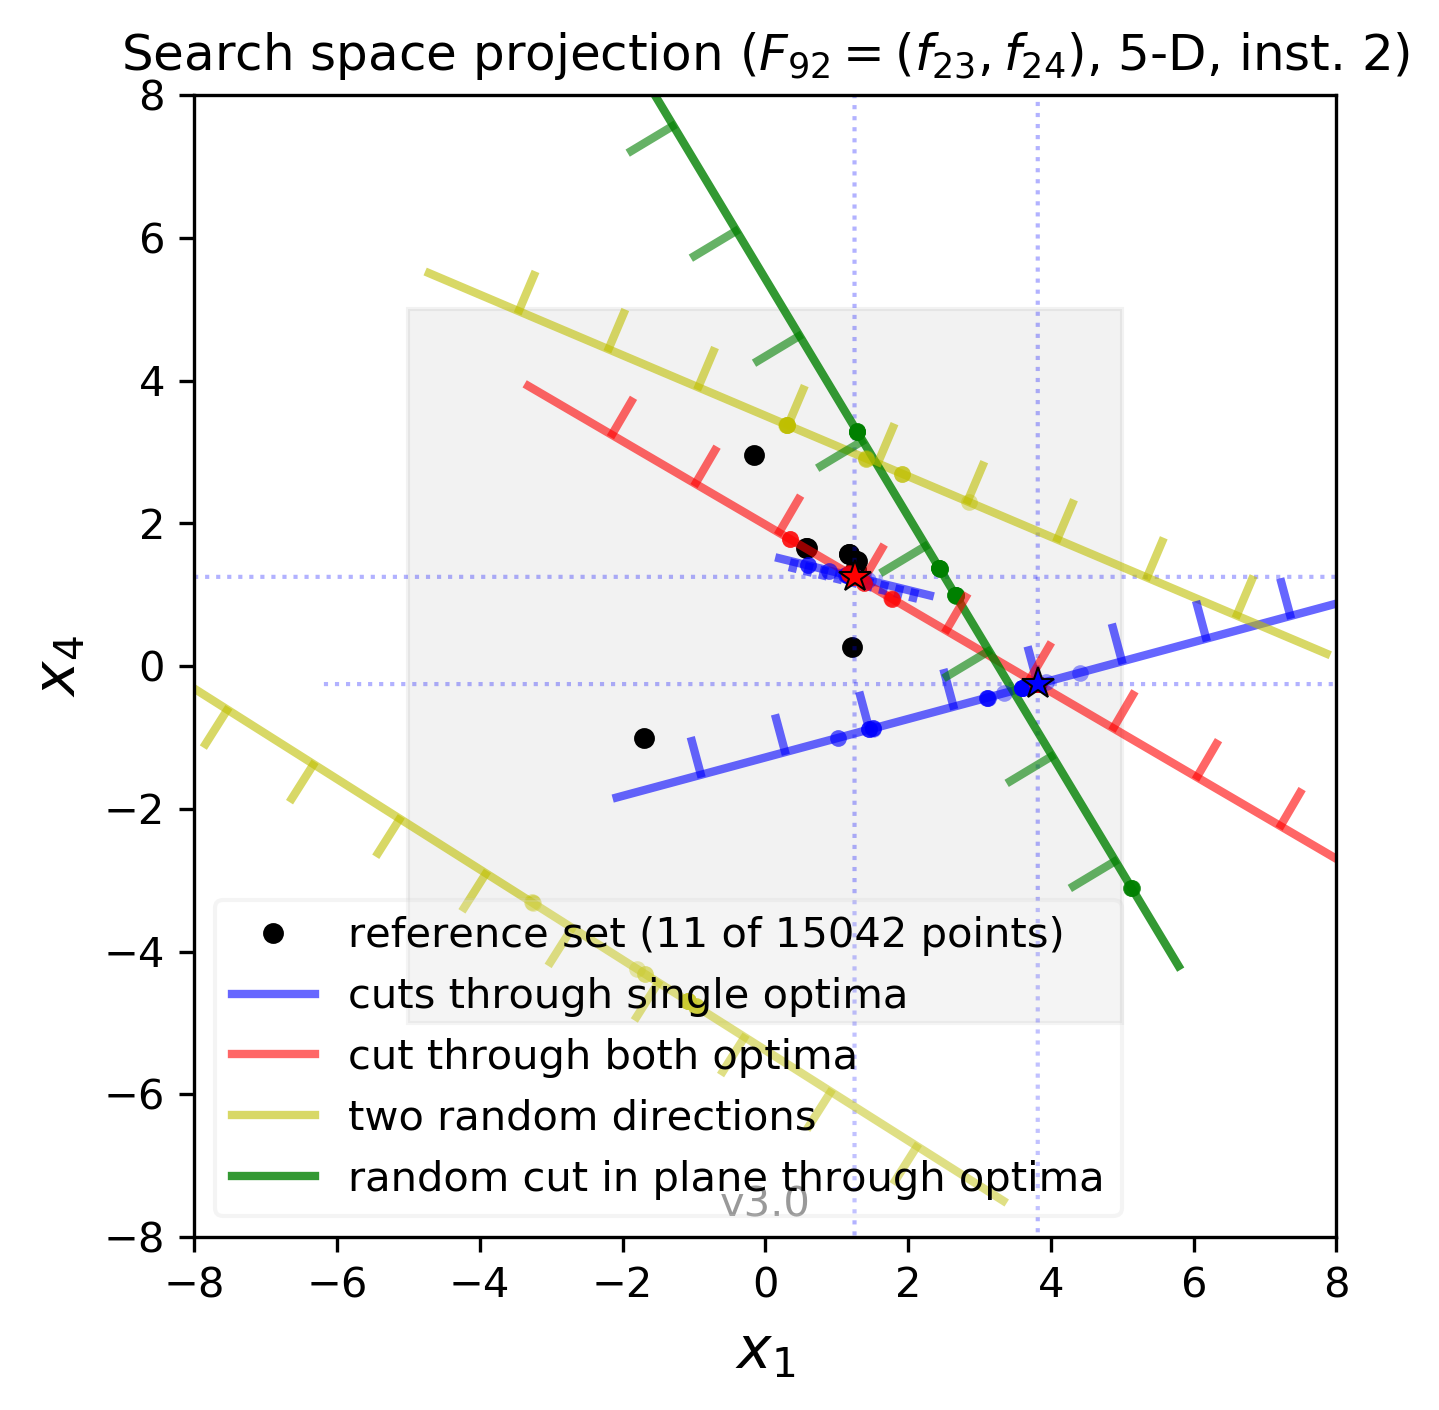 Search space projection (F92 = (f23, f24), 5-D, inst. 2)
8
6
4
2
0
−2
−4
−6
−8
x4
reference set (11 of 15042 points)
cuts through single optima
cut through both optima
two random directions
random cut in plane through optima
v3.0
−8 −6 −4 −2 0 2 4 6 8
x1